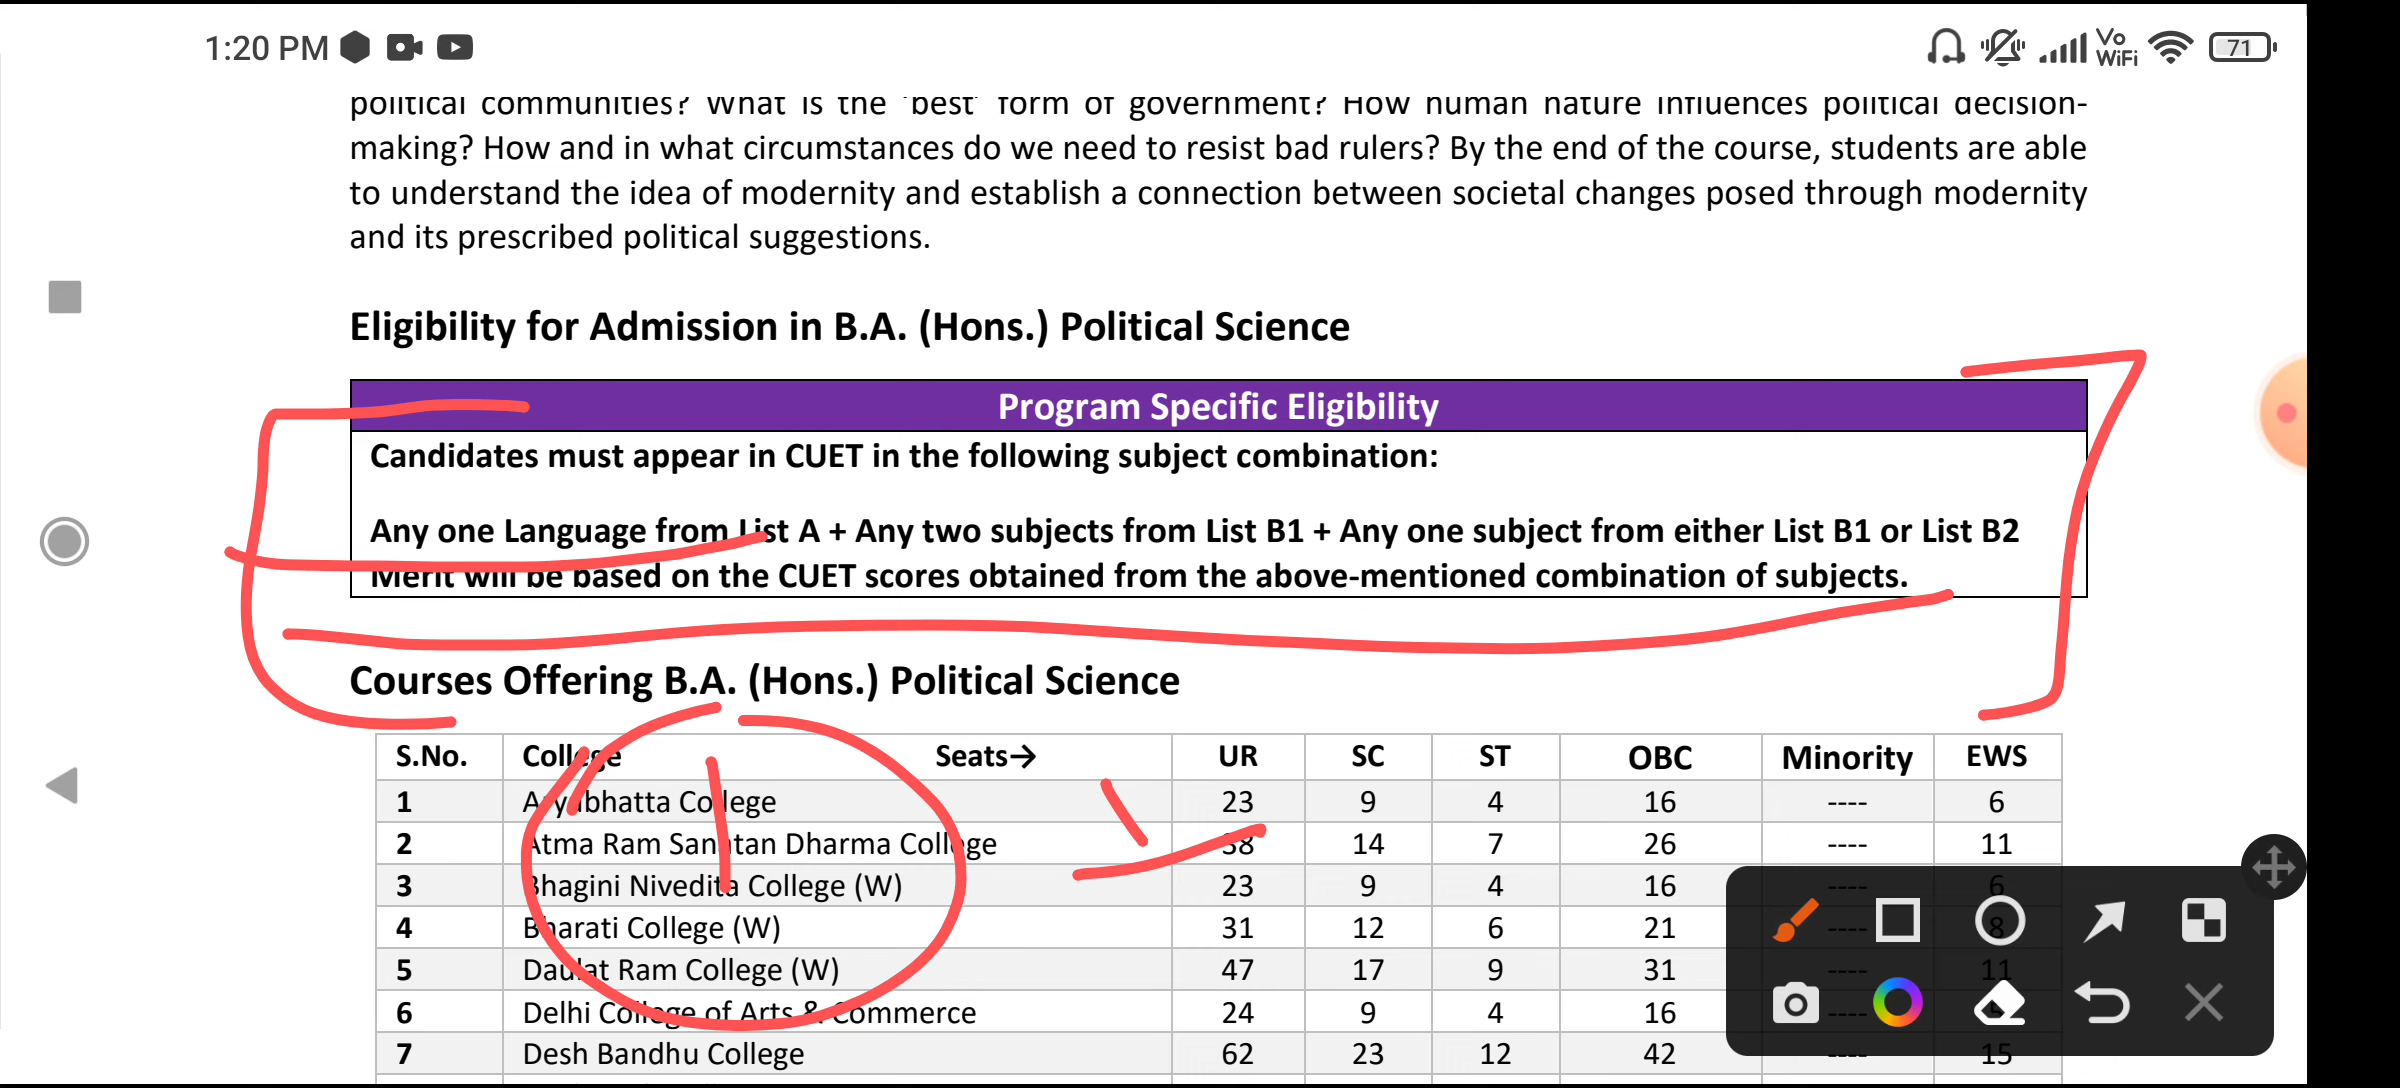 1:20 PM
Vo
WiFi
71
political communities? What is the 'best' form of government? How human nature influences political decision-
making? How and in what circumstances do we need to resist bad rulers? By the end of the course, students are able
to understand the idea of modernity and establish a connection between societal changes posed through modernity
and its prescribed political suggestions.
Eligibility for Admission in B.A. (Hons.) Political Science
Program Specific Eligibility
Candidates must appear in CUET in the following subject combination:
Any one Language from List A + Any two subjects from List B1 + Any one subject from either List B1 or List B2
Merit will be based on the CUET scores obtained from the above-mentioned combination of subjects.
Courses Offering B.A. (Hons.) Political Science
S.No. College Seats→ UR SC ST OBC Minority EWS
1 Aryabhatta College 23 9 4 16 ---- 6
2 Atma Ram Sanatan Dharma College 38 14 7 26 ---- 11
3 Bhagini Nivedita College (W) 23 9 4 16 ---- 6
4 Bharati College (W) 31 12 6 21 ---- 8
5 Daulat Ram College (W) 47 17 9 31 ---- 11
6 Delhi College of Arts & Commerce 24 9 4 16 ----
7 Desh Bandhu College 62 23 12 42 ---- 15